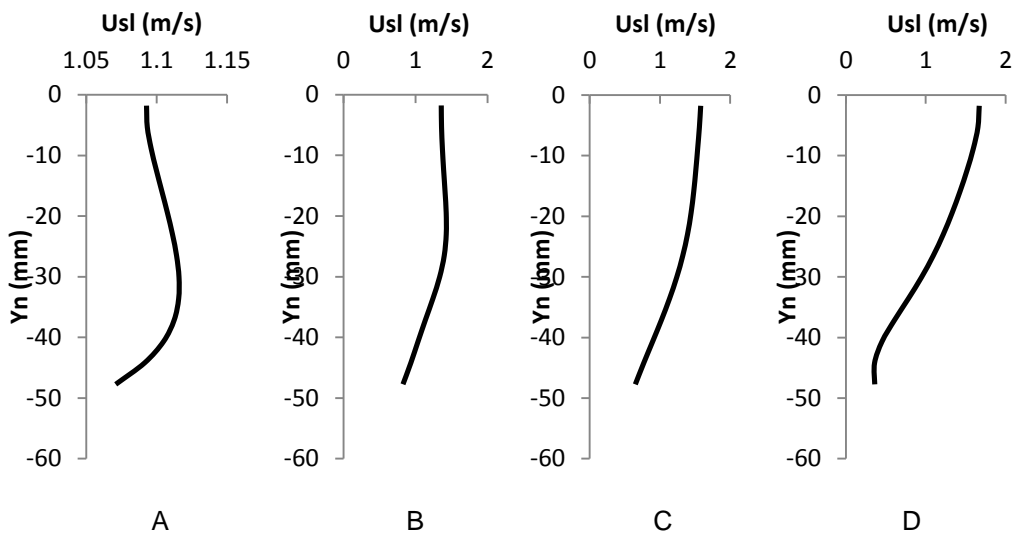 Usl (m/s) Usl (m/s) Usl (m/s) Usl (m/s)
1.05 1.1 1.15 0 1 2 0 1 2 0 1 2
0 0 0 0
-10 -10 -10 -10
-20 -20 -20 -20
Yn (mm) Yn (mm) Yn (mm) Yn (mm)
-30 -30 -30 -30
-40 -40 -40 -40
-50 -50 -50 -50
-60 -60 -60 -60
A B C D